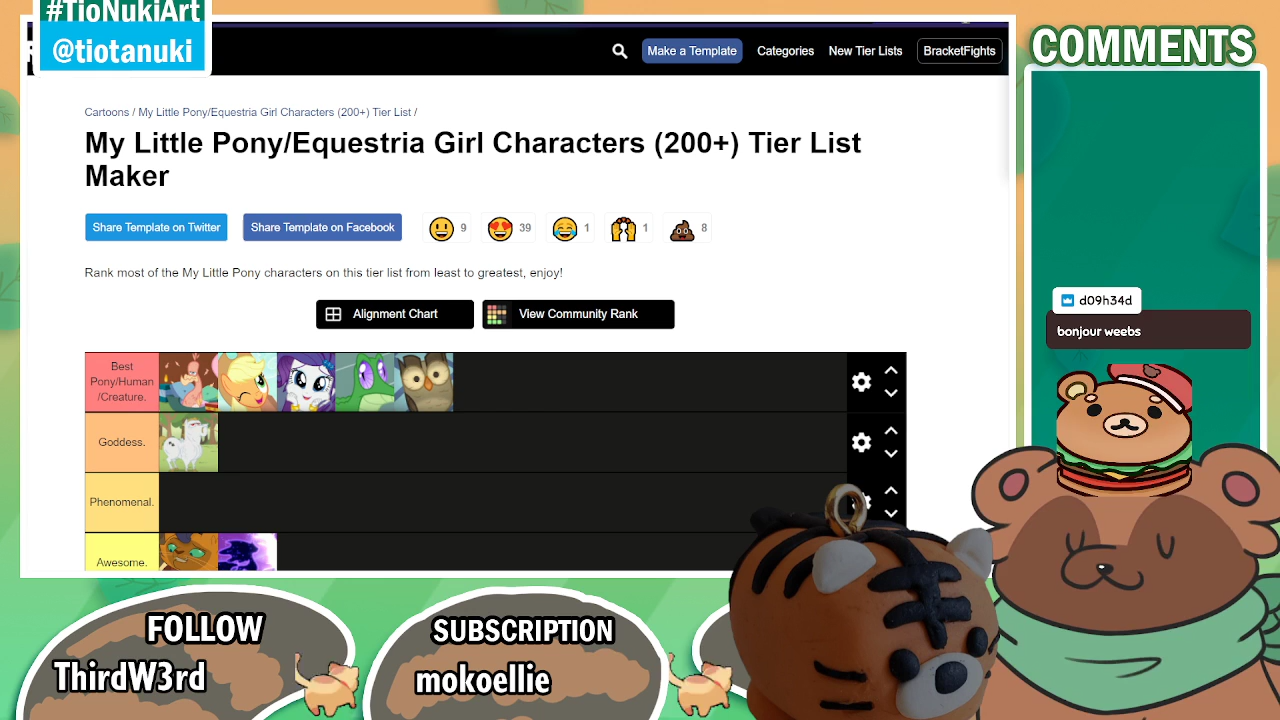 #TioNukiArt
@tiotanuki
Make a Template
Categories
New Tier Lists
BracketFights
COMMENTS
Cartoons / My Little Pony/Equestria Girl Characters (200+) Tier List /
My Little Pony/Equestria Girl Characters (200+) Tier List
Maker
Share Template on Twitter
Share Template on Facebook
9
39
1
1
8
Rank most of the My Little Pony characters on this tier list from least to greatest, enjoy!
Alignment Chart
View Community Rank
d09h34d
bonjour weebs
Best
Pony/Human
/Creature.
Goddess.
Phenomenal.
Awesome.
FOLLOW
ThirdW3rd
SUBSCRIPTION
mokoellie